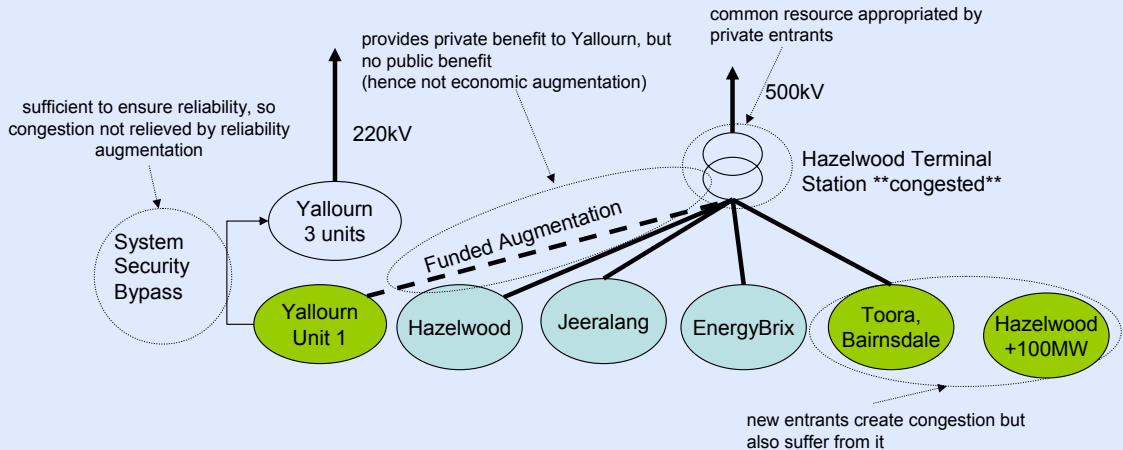 common resource appropriated by
private entrants
provides private benefit to Yallourn, but
no public benefit
(hence not economic augmentation)
sufficient to ensure reliability, so
congestion not relieved by reliability
augmentation
220kV
500kV
Hazelwood Terminal
Station **congested**
Yallourn
3 units
System
Security
Bypass
Funded Augmentation
Yallourn
Unit 1
Hazelwood
Jeeralang
EnergyBrix
Toora,
Bairnsdale
Hazelwood
+100MW
new entrants create congestion but
also suffer from it